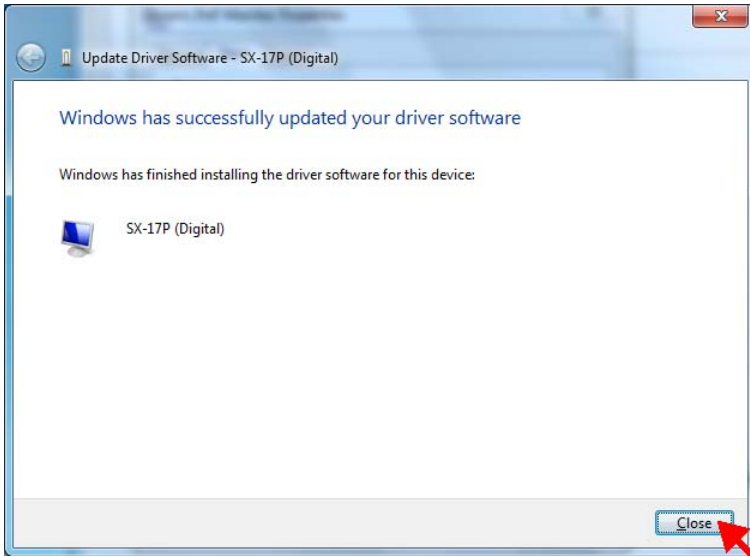 Update Driver Software - SX-17P (Digital)
Windows has successfully updated your driver software
Windows has finished installing the driver software for this device:
SX-17P (Digital)
Close